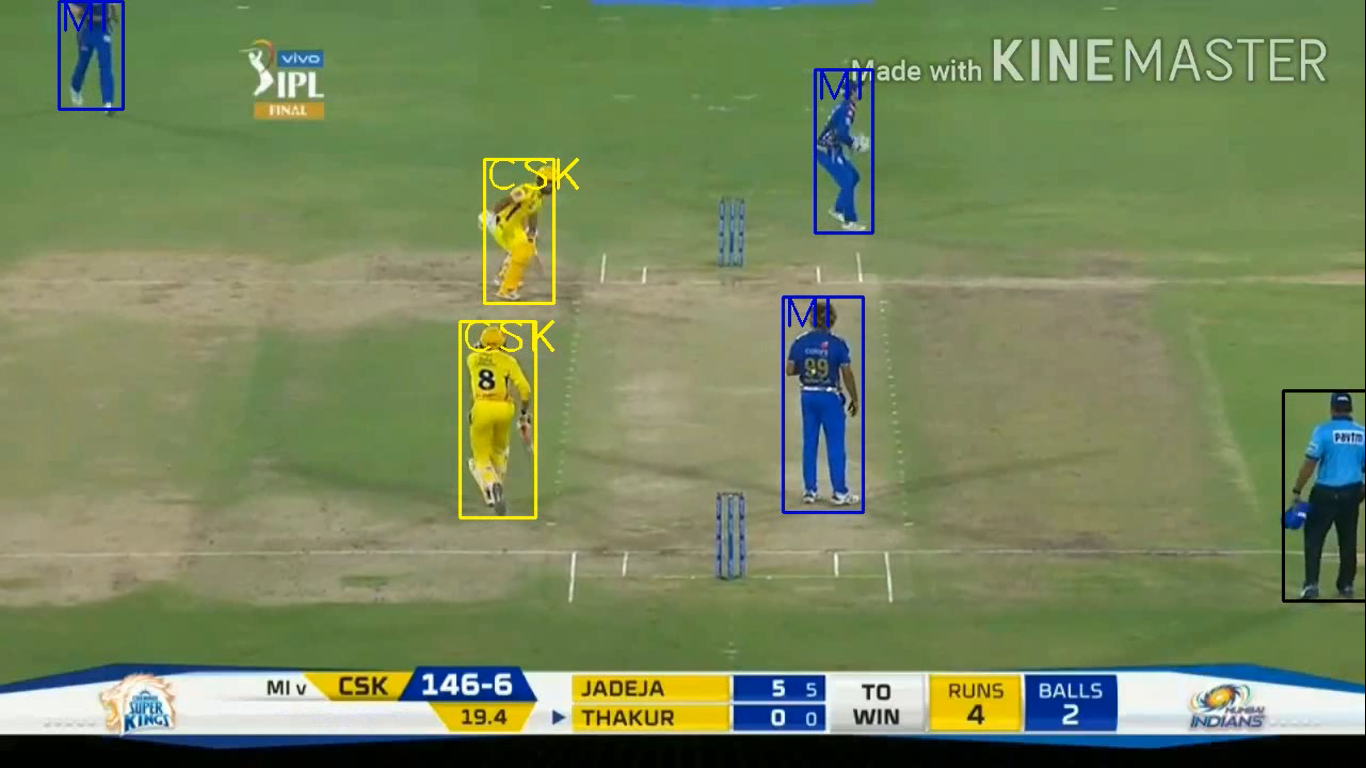 MI
vivo
IPL
FINAL
Made with KINEMASTER
MI
CSK
MI
CSK
8
99
Paytm
MI v CSK 146-6
19.4
JADEJA 5 5
THAKUR 0 0
TO WIN
RUNS 4
BALLS 2
CHENNAI
SUPER
KINGS
MUMBAI
INDIANS